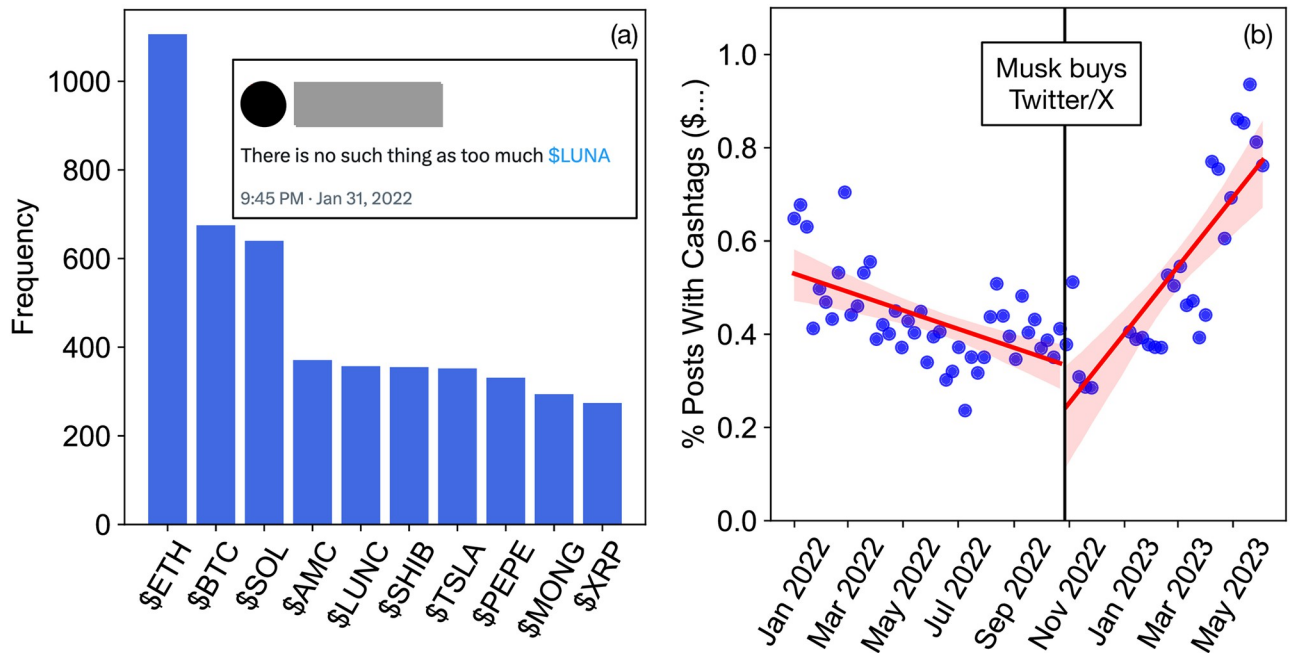 (a)
Frequency
1000
800
600
400
200
0
There is no such thing as too much $LUNA
9:45 PM · Jan 31, 2022
$ETH
$BTC
$SOL
$AMC
$LUNC
$SHIB
$TSLA
$PEPE
$MONG
$XRP
(b)
% Posts With Cashtags ($...)
1.0
0.8
0.6
0.4
0.2
0.0
Musk buys
Twitter/X
Jan 2022
Mar 2022
May 2022
Jul 2022
Sep 2022
Nov 2022
Jan 2023
Mar 2023
May 2023